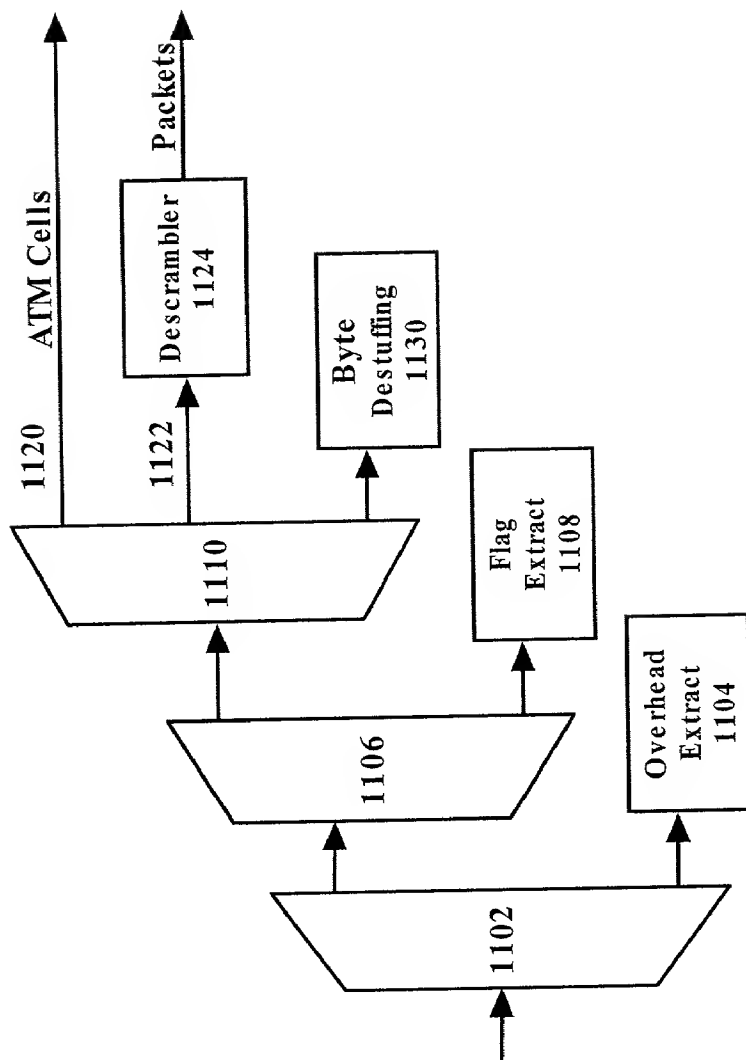 1120
ATM Cells
1122
Descrambler
1124
Packets
1110
Byte
Destuffing
1130
1106
Flag
Extract
1108
1102
Overhead
Extract
1104